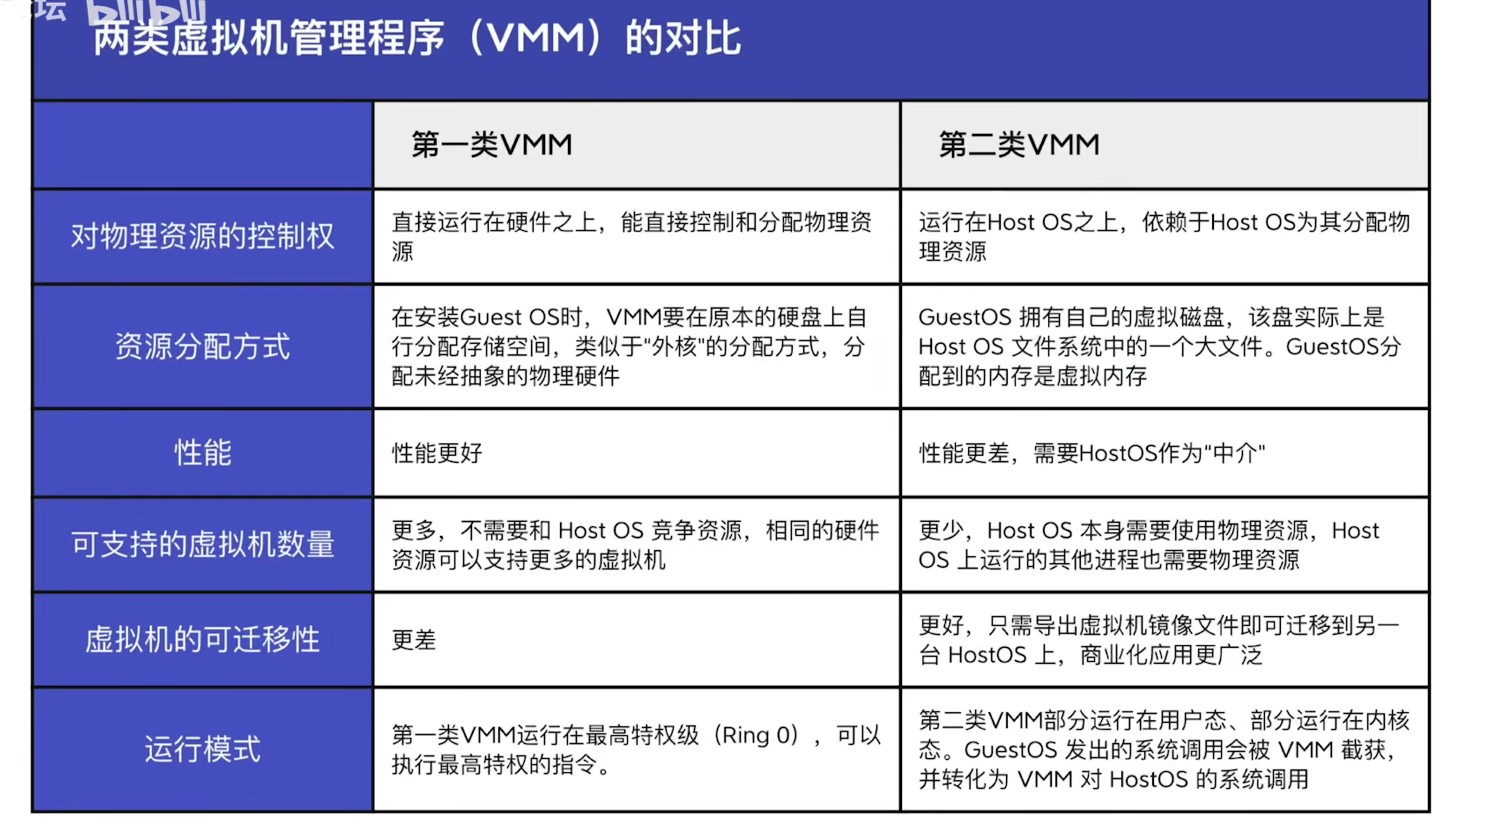 坛 bilibili
两类虚拟机管理程序（VMM）的对比
第一类VMM
第二类VMM
对物理资源的控制权
直接运行在硬件之上，能直接控制和分配物理资
源
运行在Host OS之上，依赖于Host OS为其分配物
理资源
资源分配方式
在安装Guest OS时，VMM要在原本的硬盘上自
行分配存储空间，类似于"外核"的分配方式，分
配未经抽象的物理硬件
GuestOS 拥有自己的虚拟磁盘，该盘实际上是
Host OS 文件系统中的一个大文件。GuestOS分
配到的内存是虚拟内存
性能
性能更好
性能更差，需要HostOS作为"中介"
可支持的虚拟机数量
更多，不需要和 Host OS 竞争资源，相同的硬件
资源可以支持更多的虚拟机
更少，Host OS 本身需要使用物理资源，Host
OS 上运行的其他进程也需要物理资源
虚拟机的可迁移性
更差
更好，只需导出虚拟机镜像文件即可迁移到另一
台 HostOS 上，商业化应用更广泛
运行模式
第一类VMM运行在最高特权级（Ring 0），可以
执行最高特权的指令。
第二类VMM部分运行在用户态、部分运行在内核
态。GuestOS 发出的系统调用会被 VMM 截获，
并转化为 VMM 对 HostOS 的系统调用